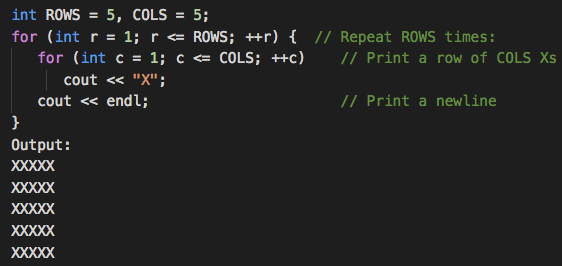 int ROWS = 5, COLS = 5;
for (int r = 1; r <= ROWS; ++r) {  // Repeat ROWS times:
   for (int c = 1; c <= COLS; ++c)    // Print a row of COLS Xs
      cout << "X";
   cout << endl;                      // Print a newline
}
Output:
XXXXX
XXXXX
XXXXX
XXXXX
XXXXX